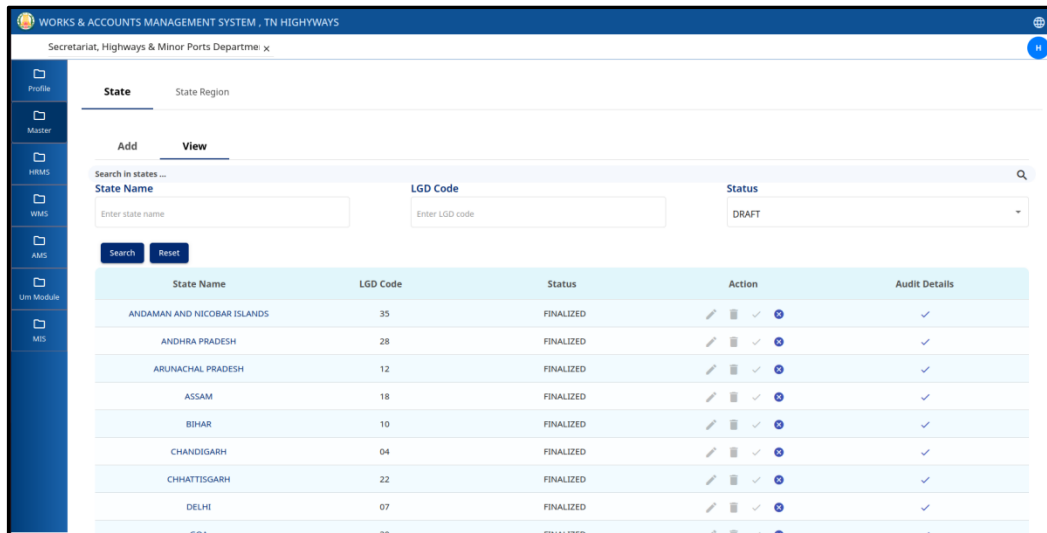 WORKS & ACCOUNTS MANAGEMENT SYSTEM , TN HIGHYWAYS
Secretariat, Highways & Minor Ports Departme x
H
Profile
Master
HRMS
WMS
AMS
Um Module
MIS
State State Region
Add View
Search in states ...
State Name LGD Code Status
Enter state name Enter LGD code DRAFT
Search Reset
State Name LGD Code Status Action Audit Details
ANDAMAN AND NICOBAR ISLANDS 35 FINALIZED
ANDHRA PRADESH 28 FINALIZED
ARUNACHAL PRADESH 12 FINALIZED
ASSAM 18 FINALIZED
BIHAR 10 FINALIZED
CHANDIGARH 04 FINALIZED
CHHATTISGARH 22 FINALIZED
DELHI 07 FINALIZED